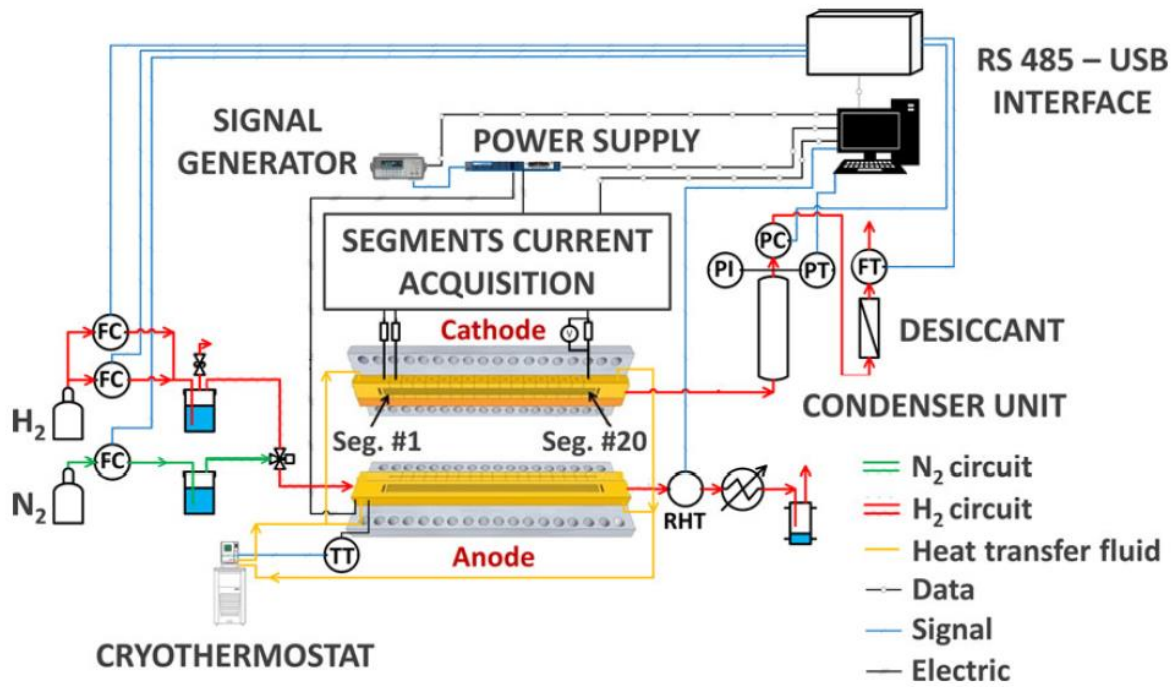 RS 485 – USB
INTERFACE
SIGNAL
GENERATOR
POWER SUPPLY
SEGMENTS CURRENT
ACQUISITION
PC
PI
PT
FT
V
DESICCANT
Cathode
FC
FC
H2
CONDENSER UNIT
Seg. #1
Seg. #20
FC
N2
RHT
TT
Anode
CRYOTHERMOSTAT
N2 circuit
H2 circuit
Heat transfer fluid
Data
Signal
Electric